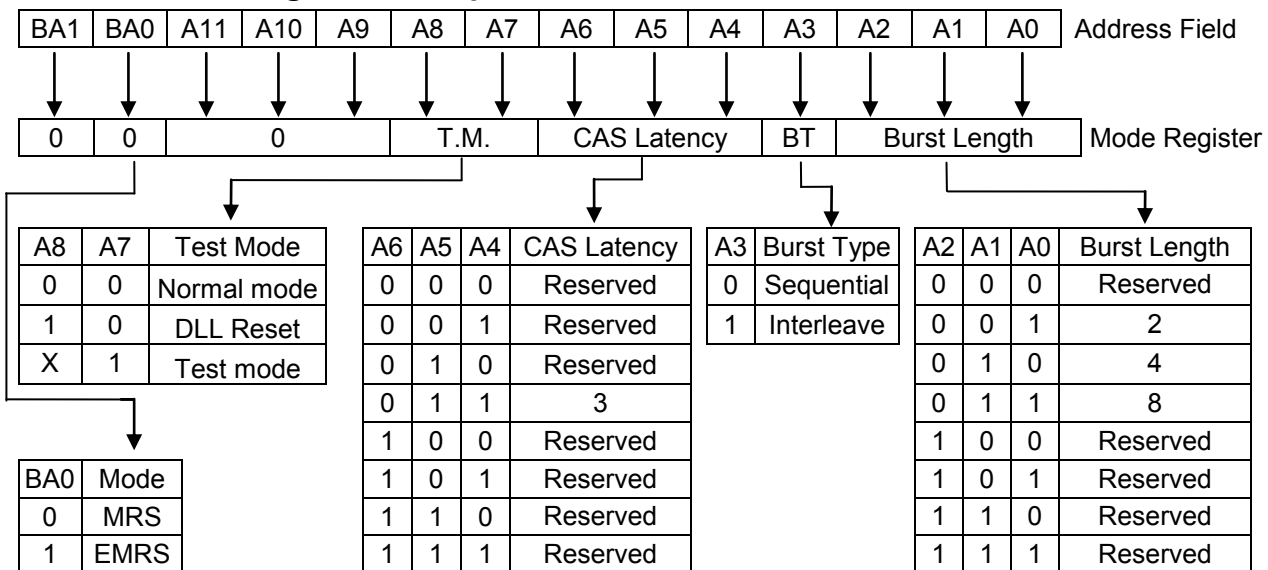 BA1 BA0 A11 A10 A9 A8 A7 A6 A5 A4 A3 A2 A1 A0 Address Field
0 0 0 T.M. CAS Latency BT Burst Length Mode Register
A8 A7 Test Mode
0 0 Normal mode
1 0 DLL Reset
X 1 Test mode
BA0 Mode
0 MRS
1 EMRS
A6 A5 A4 CAS Latency
0 0 0 Reserved
0 0 1 Reserved
0 1 0 Reserved
0 1 1 3
1 0 0 Reserved
1 0 1 Reserved
1 1 0 Reserved
1 1 1 Reserved
A3 Burst Type
0 Sequential
1 Interleave
A2 A1 A0 Burst Length
0 0 0 Reserved
0 0 1 2
0 1 0 4
0 1 1 8
1 0 0 Reserved
1 0 1 Reserved
1 1 0 Reserved
1 1 1 Reserved